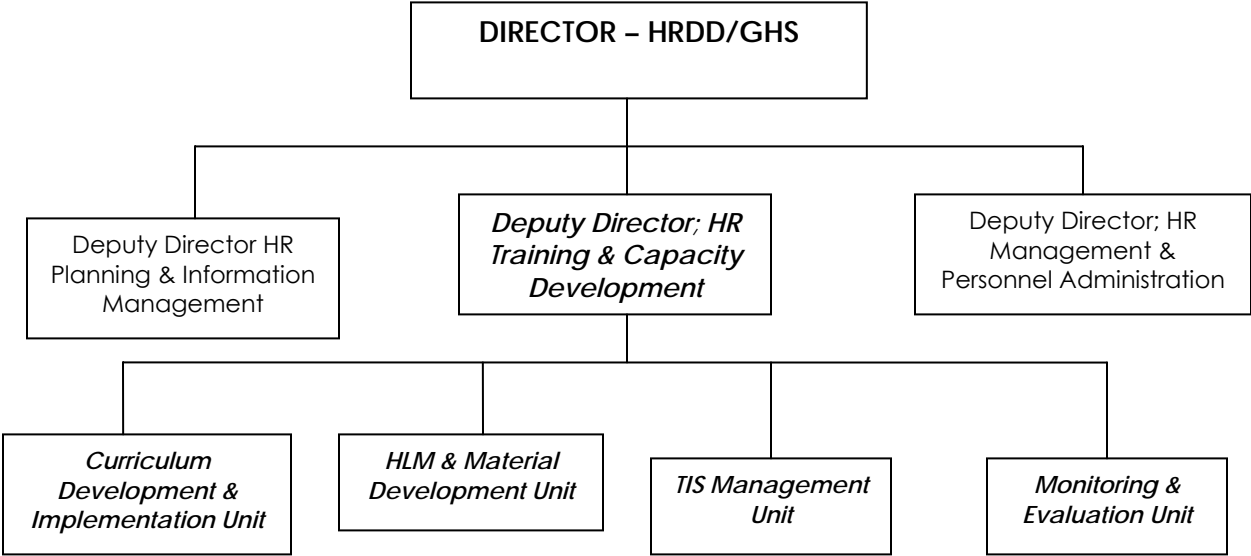 DIRECTOR – HRDD/GHS
Deputy Director HR
Planning & Information
Management
Deputy Director; HR
Training & Capacity
Development
Deputy Director; HR
Management &
Personnel Administration
Curriculum
Development &
Implementation Unit
HLM & Material
Development Unit
TIS Management
Unit
Monitoring &
Evaluation Unit